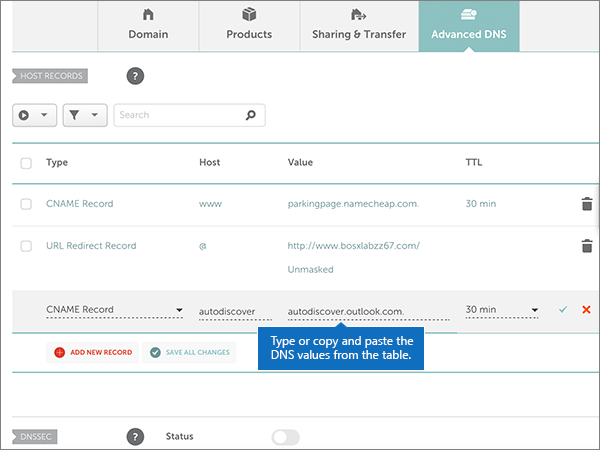 Domain Products Sharing & Transfer Advanced DNS
HOST RECORDS ?
Search
Type Host Value TTL
CNAME Record www parkingpage.namecheap.com. 30 min
URL Redirect Record @ http://www.bosxlabzz67.com/
Unmasked
CNAME Record autodiscover autodiscover.outlook.com. 30 min
Type or copy and paste the
DNS values from the table.
ADD NEW RECORD SAVE ALL CHANGES
DNSSEC ? Status